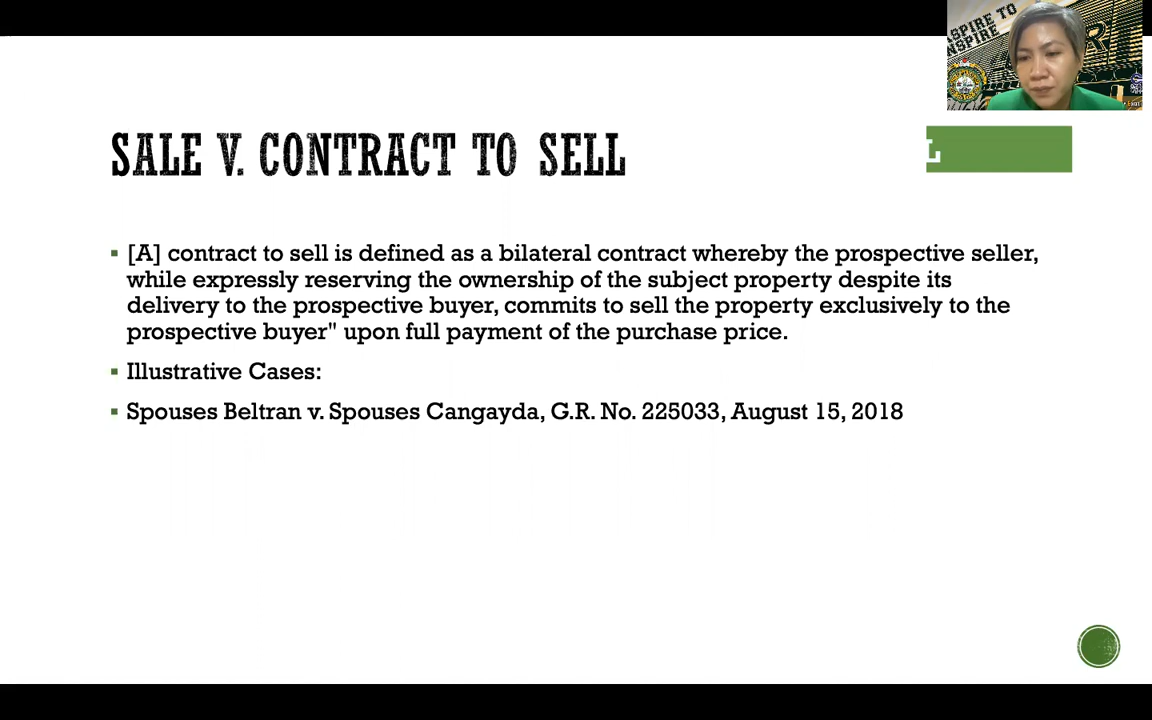 SPIRE TO
NSPIRE
R
L
SALE V. CONTRACT TO SELL
[A] contract to sell is defined as a bilateral contract whereby the prospective seller,
while expressly reserving the ownership of the subject property despite its
delivery to the prospective buyer, commits to sell the property exclusively to the
prospective buyer" upon full payment of the purchase price.
Illustrative Cases:
Spouses Beltran v. Spouses Cangayda, G.R. No. 225033, August 15, 2018